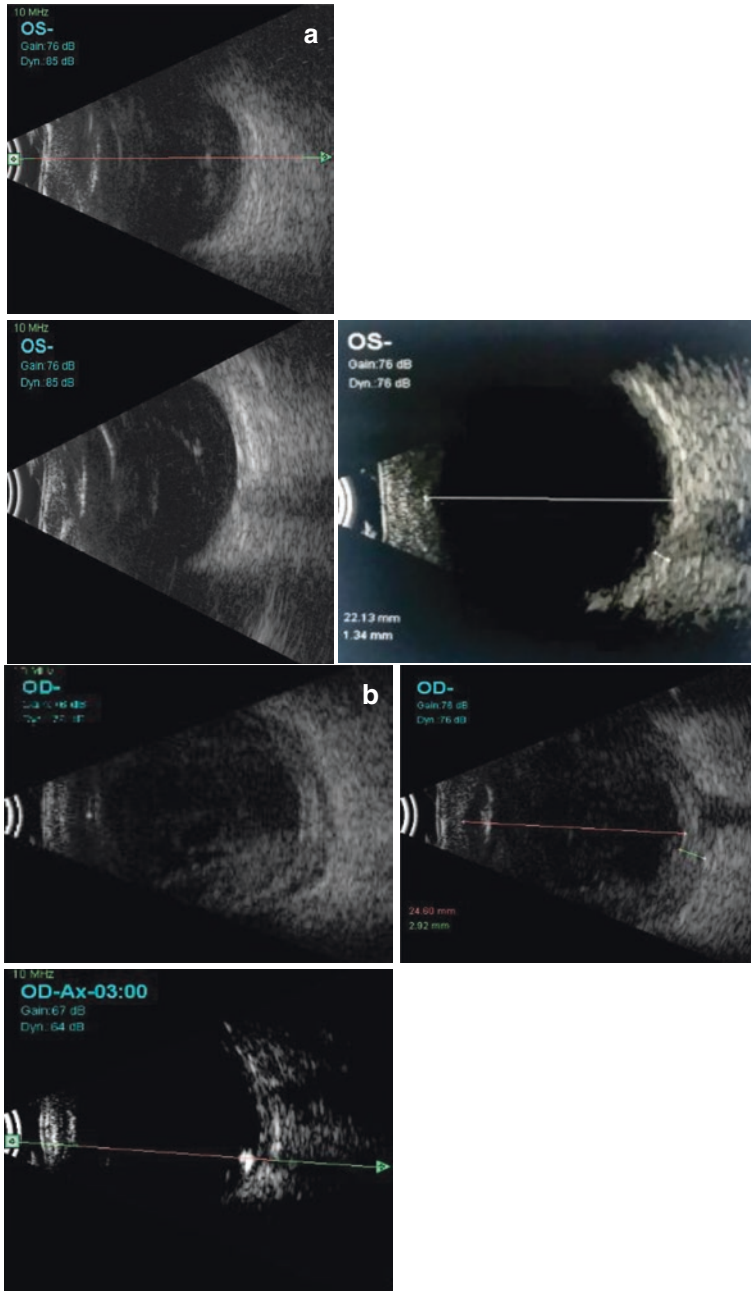 10 MHz
OS-
Gain:76 dB
Dyn.:85 dB
a
10 MHz
OS-
Gain:76 dB
Dyn.:85 dB
OS-
Gain:76 dB
Dyn.:76 dB
22.13 mm
1.34 mm
OD-
b
OD-
Gain:76 dB
Dyn.:76 dB
24.60 mm
2.92 mm
10 MHz
OD-Ax-03:00
Gain:67 dB
Dyn.:64 dB